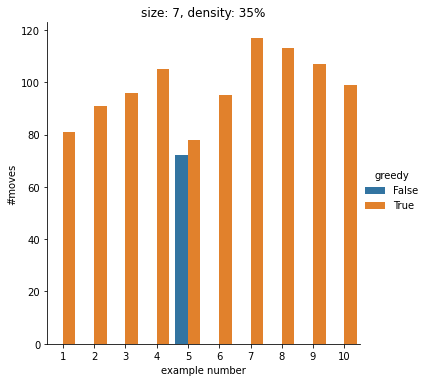 size: 7, density: 35%
120
100
80
60
40
20
0
#moves
1 2 3 4 5 6 7 8 9 10
example number
greedy
False
True